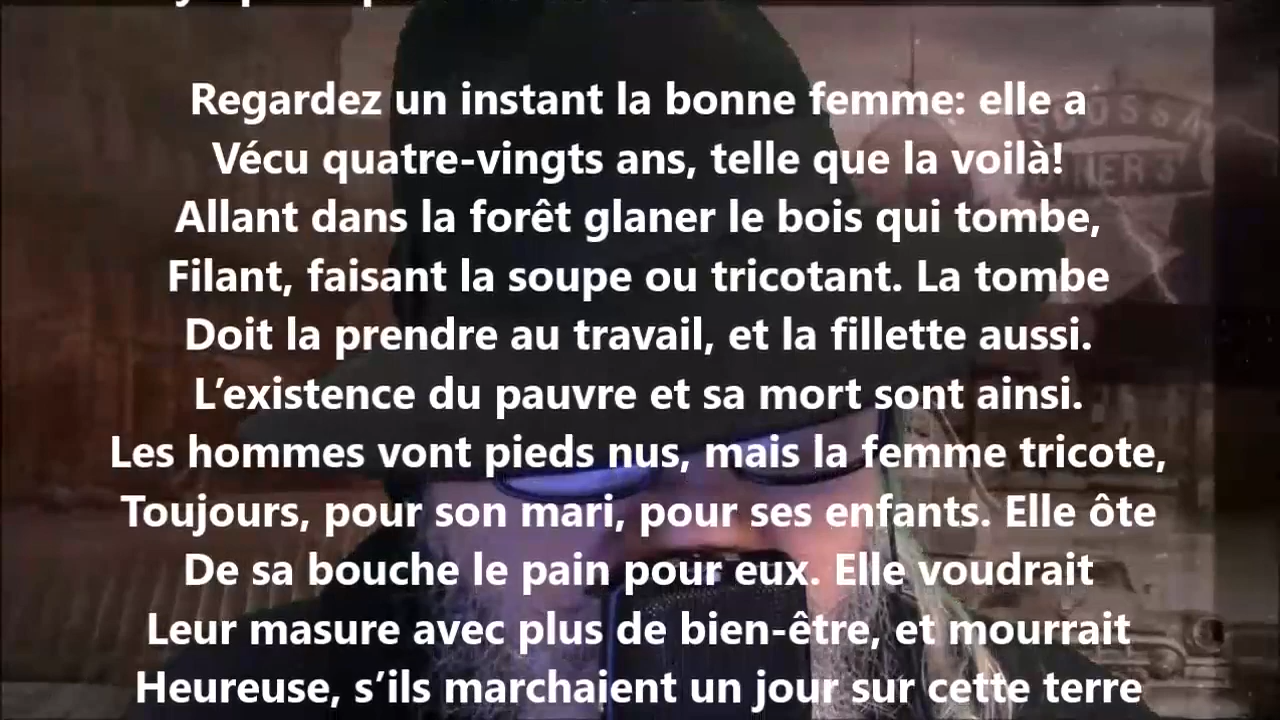 Regardez un instant la bonne femme: elle a
Vécu quatre-vingts ans, telle que la voilà!
Allant dans la forêt glaner le bois qui tombe,
Filant, faisant la soupe ou tricotant. La tombe
Doit la prendre au travail, et la fillette aussi.
L’existence du pauvre et sa mort sont ainsi.
Les hommes vont pieds nus, mais la femme tricote,
Toujours, pour son mari, pour ses enfants. Elle ôte
De sa bouche le pain pour eux. Elle voudrait
Leur masure avec plus de bien-être, et mourrait
Heureuse, s’ils marchaient un jour sur cette terre